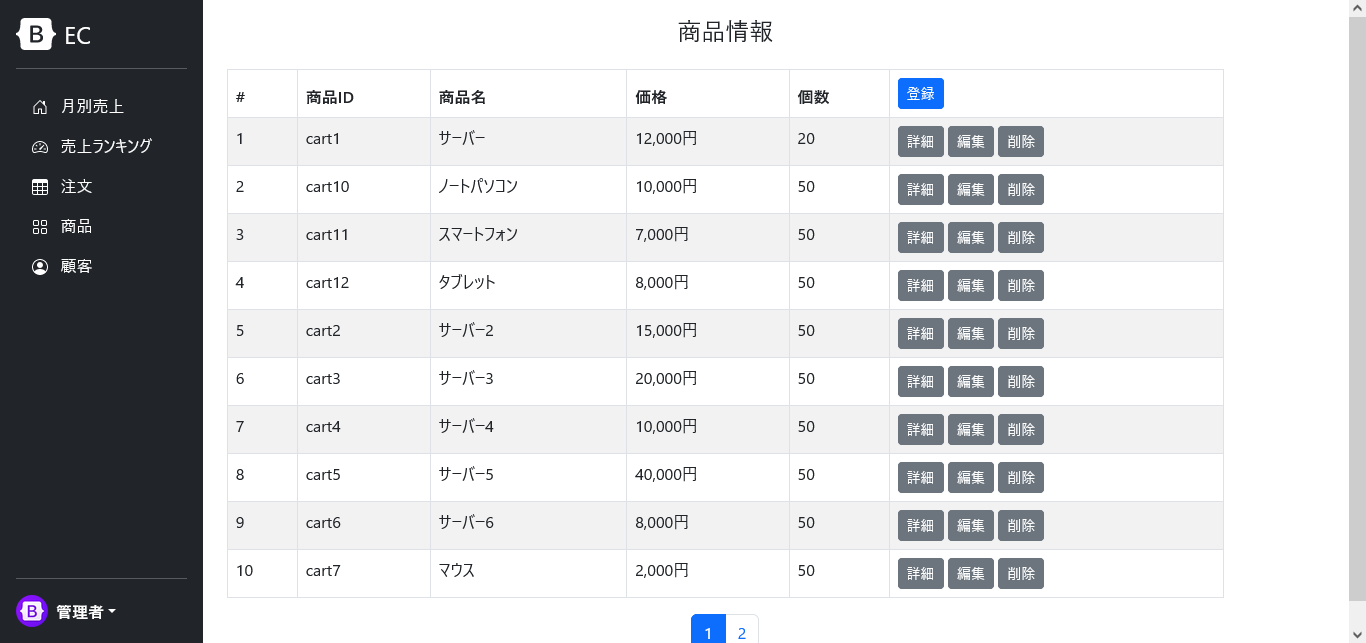 B EC
月別売上
売上ランキング
注文
商品
顧客
B 管理者
商品情報
# 商品ID 商品名 価格 個数 登録
1 cart1 サーバー 12,000円 20 詳細 編集 削除
2 cart10 ノートパソコン 10,000円 50 詳細 編集 削除
3 cart11 スマートフォン 7,000円 50 詳細 編集 削除
4 cart12 タブレット 8,000円 50 詳細 編集 削除
5 cart2 サーバー2 15,000円 50 詳細 編集 削除
6 cart3 サーバー3 20,000円 50 詳細 編集 削除
7 cart4 サーバー4 10,000円 50 詳細 編集 削除
8 cart5 サーバー5 40,000円 50 詳細 編集 削除
9 cart6 サーバー6 8,000円 50 詳細 編集 削除
10 cart7 マウス 2,000円 50 詳細 編集 削除
1 2